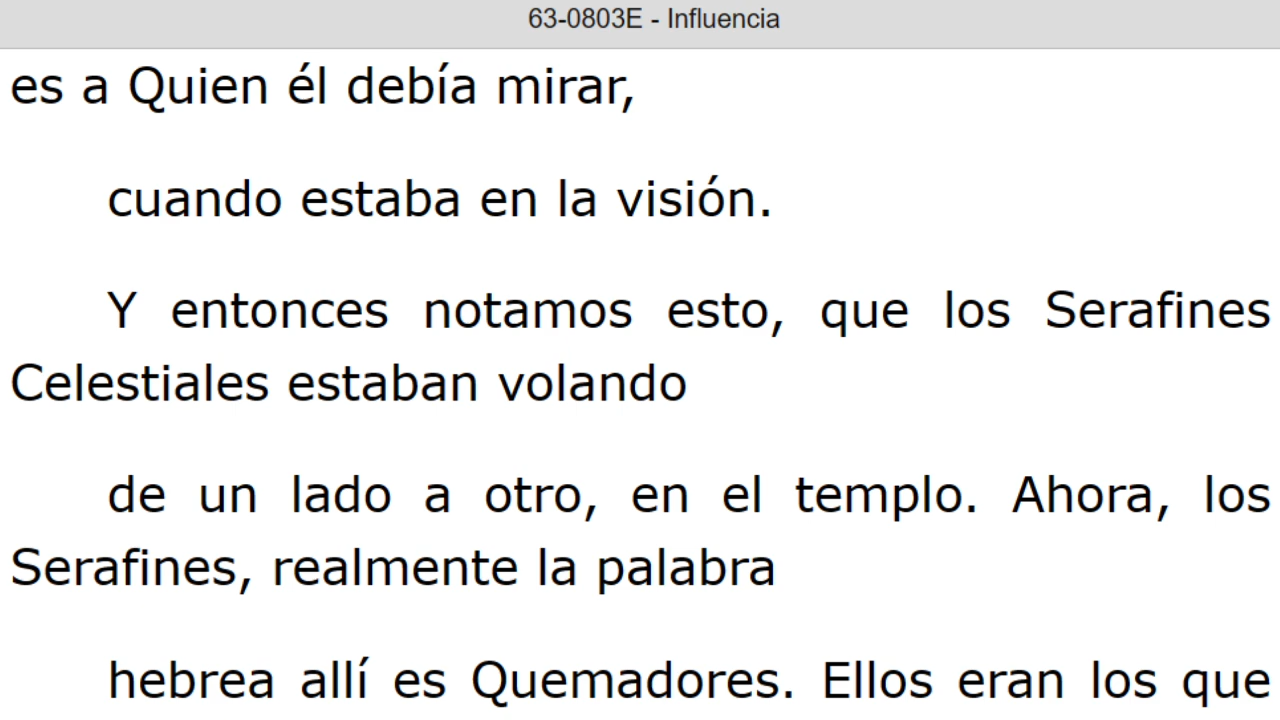 63-0803E - Influencia
es a Quien él debía mirar,
cuando estaba en la visión.
Y entonces notamos esto, que los Serafines
Celestiales estaban volando
de un lado a otro, en el templo. Ahora, los
Serafines, realmente la palabra
hebrea allí es Quemadores. Ellos eran los que